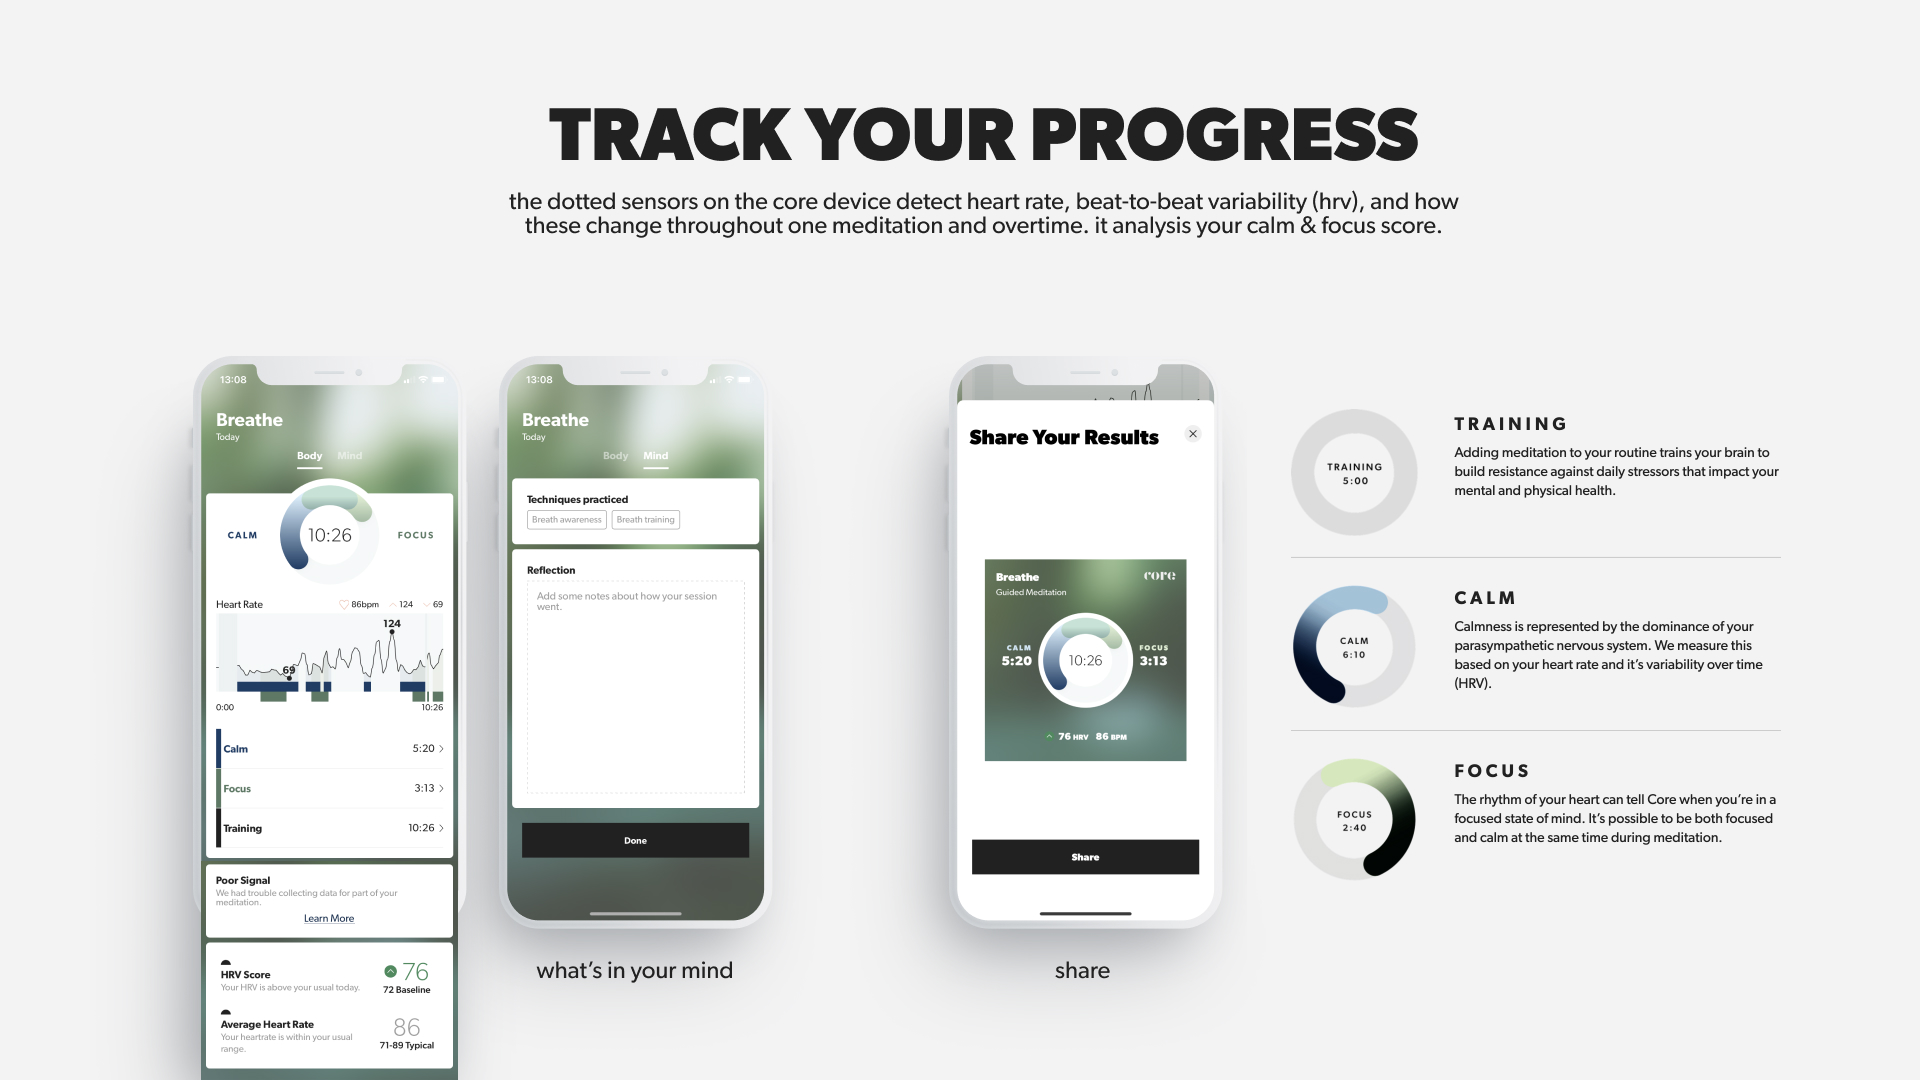 TRACK YOUR PROGRESS
the dotted sensors on the core device detect heart rate, beat-to-beat variability (hrv), and how
these change throughout one meditation and overtime. it analysis your calm & focus score.
13:08
Breathe
Today
Body Mind
CALM
10:26
FOCUS
Heart Rate
86bpm 124 69
124
69
0:00 10:26
Calm 5:20
Focus 3:13
Training 10:26
Poor Signal
We had trouble collecting data for part of your
meditation.
Learn More
HRV Score
Your HRV is above your usual today.
76
72 Baseline
Average Heart Rate
Your heartrate is within your usual
range.
86
71-89 Typical
13:08
Breathe
Today
Body Mind
Techniques practiced
Breath awareness Breath training
Reflection
Add some notes about how your session
went.
Done
what's in your mind
Share Your Results
Breathe
core
Guided Meditation
CALM
5:20
10:26
FOCUS
3:13
76 HRV 86 BPM
Share
share
TRAINING
5:00
TRAINING
Adding meditation to your routine trains your brain to
build resistance against daily stressors that impact your
mental and physical health.
CALM
6:10
CALM
Calmness is represented by the dominance of your
parasympathetic nervous system. We measure this
based on your heart rate and it's variability over time
(HRV).
FOCUS
2:40
FOCUS
The rhythm of your heart can tell Core when you're in a
focused state of mind. It's possible to be both focused
and calm at the same time during meditation.